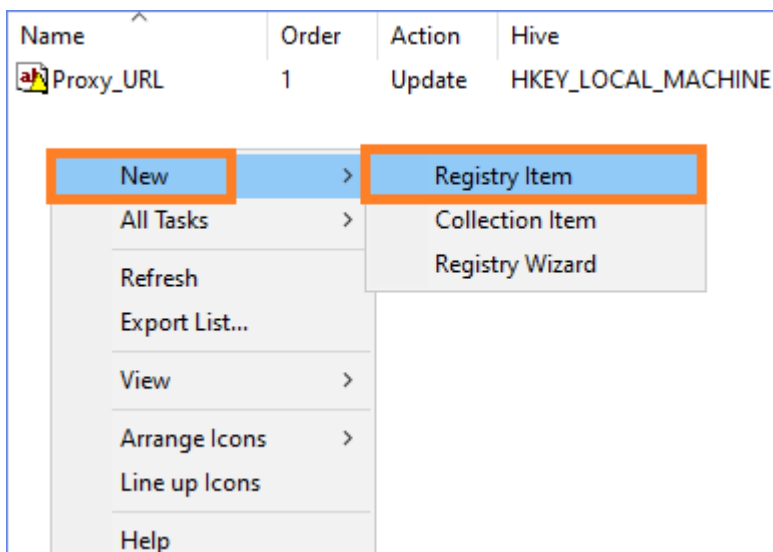 Name Order Action Hive
ab Proxy_URL 1 Update HKEY_LOCAL_MACHINE
New > Registry Item
All Tasks > Collection Item
Refresh Registry Wizard
Export List...
View >
Arrange Icons >
Line up Icons
Help